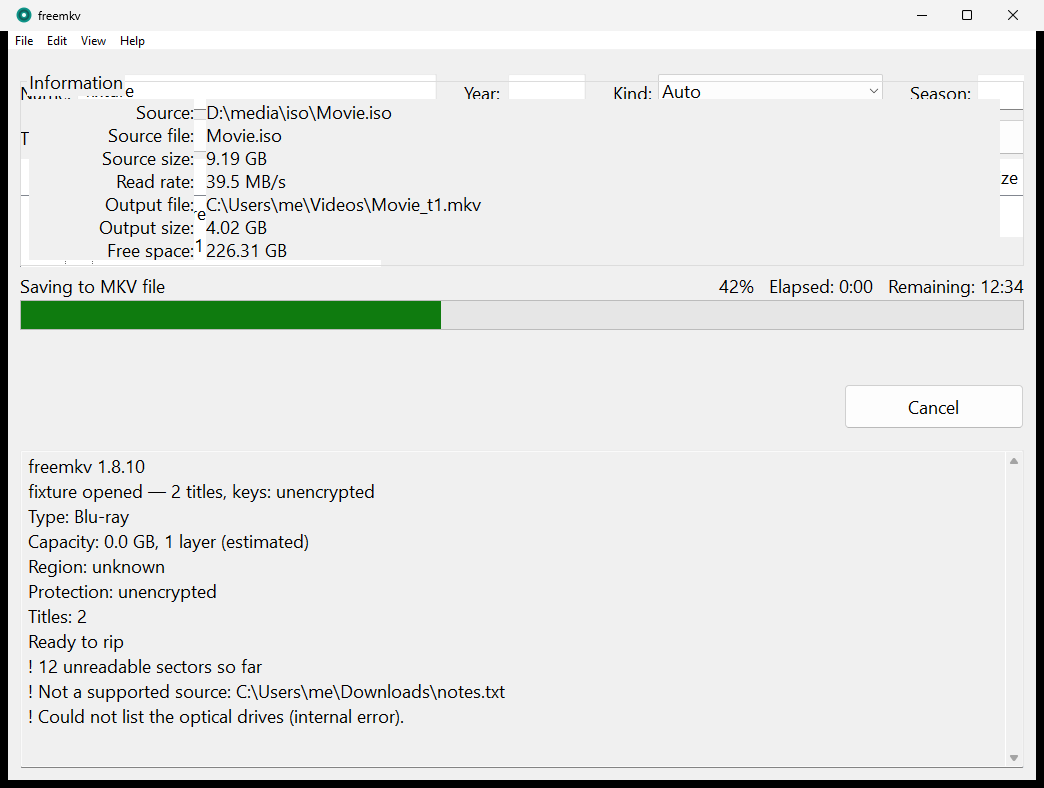 freemkv
File Edit View Help
Information
Year: Kind: Auto Season:
Source: D:\media\iso\Movie.iso
Source file: Movie.iso
Source size: 9.19 GB
Read rate: 39.5 MB/s
Output file: C:\Users\me\Videos\Movie_t1.mkv
Output size: 4.02 GB
Free space: 226.31 GB
Saving to MKV file 42% Elapsed: 0:00 Remaining: 12:34
Cancel
freemkv 1.8.10
fixture opened — 2 titles, keys: unencrypted
Type: Blu-ray
Capacity: 0.0 GB, 1 layer (estimated)
Region: unknown
Protection: unencrypted
Titles: 2
Ready to rip
! 12 unreadable sectors so far
! Not a supported source: C:\Users\me\Downloads\notes.txt
! Could not list the optical drives (internal error).